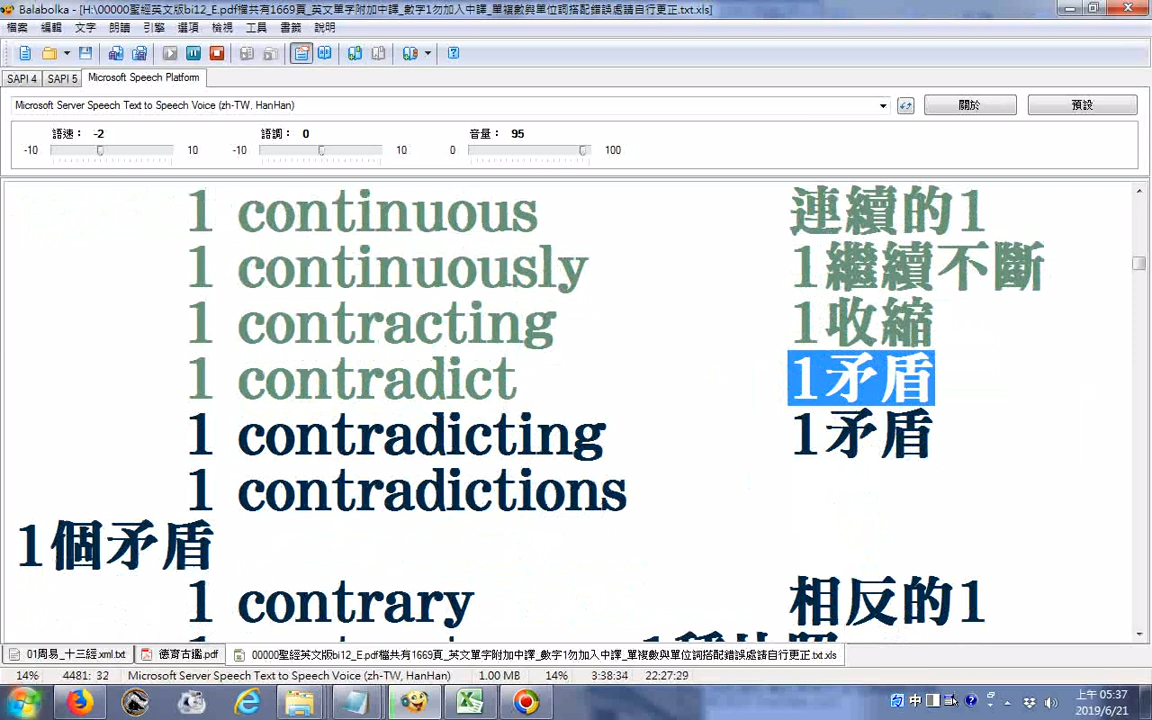 Balabolka - [H:\00000聖經英文版bi12_E.pdf檔共有1669頁_英文單字附加中譯_數字1勿加入中譯_單複數與單位詞搭配錯誤處請自行更正.txt.xls]
檔案 編輯 文字 朗讀 引擎 選項 檢視 工具 書籤 說明
SAPI 4 SAPI 5 Microsoft Speech Platform
Microsoft Server Speech Text to Speech Voice (zh-TW, HanHan) 關於 預設
語速： -2 語調： 0 音量： 95
-10 10 -10 10 0 100
1 continuous 連續的1
1 continuously 1繼續不斷
1 contracting 1收縮
1 contradict 1矛盾
1 contradicting 1矛盾
1 contradictions
1個矛盾
1 contrary 相反的1
01周易_十三經.xml.txt 德育古鑑.pdf 00000聖經英文版bi12_E.pdf檔共有1669頁_英文單字附加中譯_數字1勿加入中譯_單複數與單位詞搭配錯誤處請自行更正.txt.xls
14% 4481: 32 Microsoft Server Speech Text to Speech Voice (zh-TW, HanHan) 1.00 MB 14% 3:38:34 22:27:29
中
上午 05:37
2019/6/21